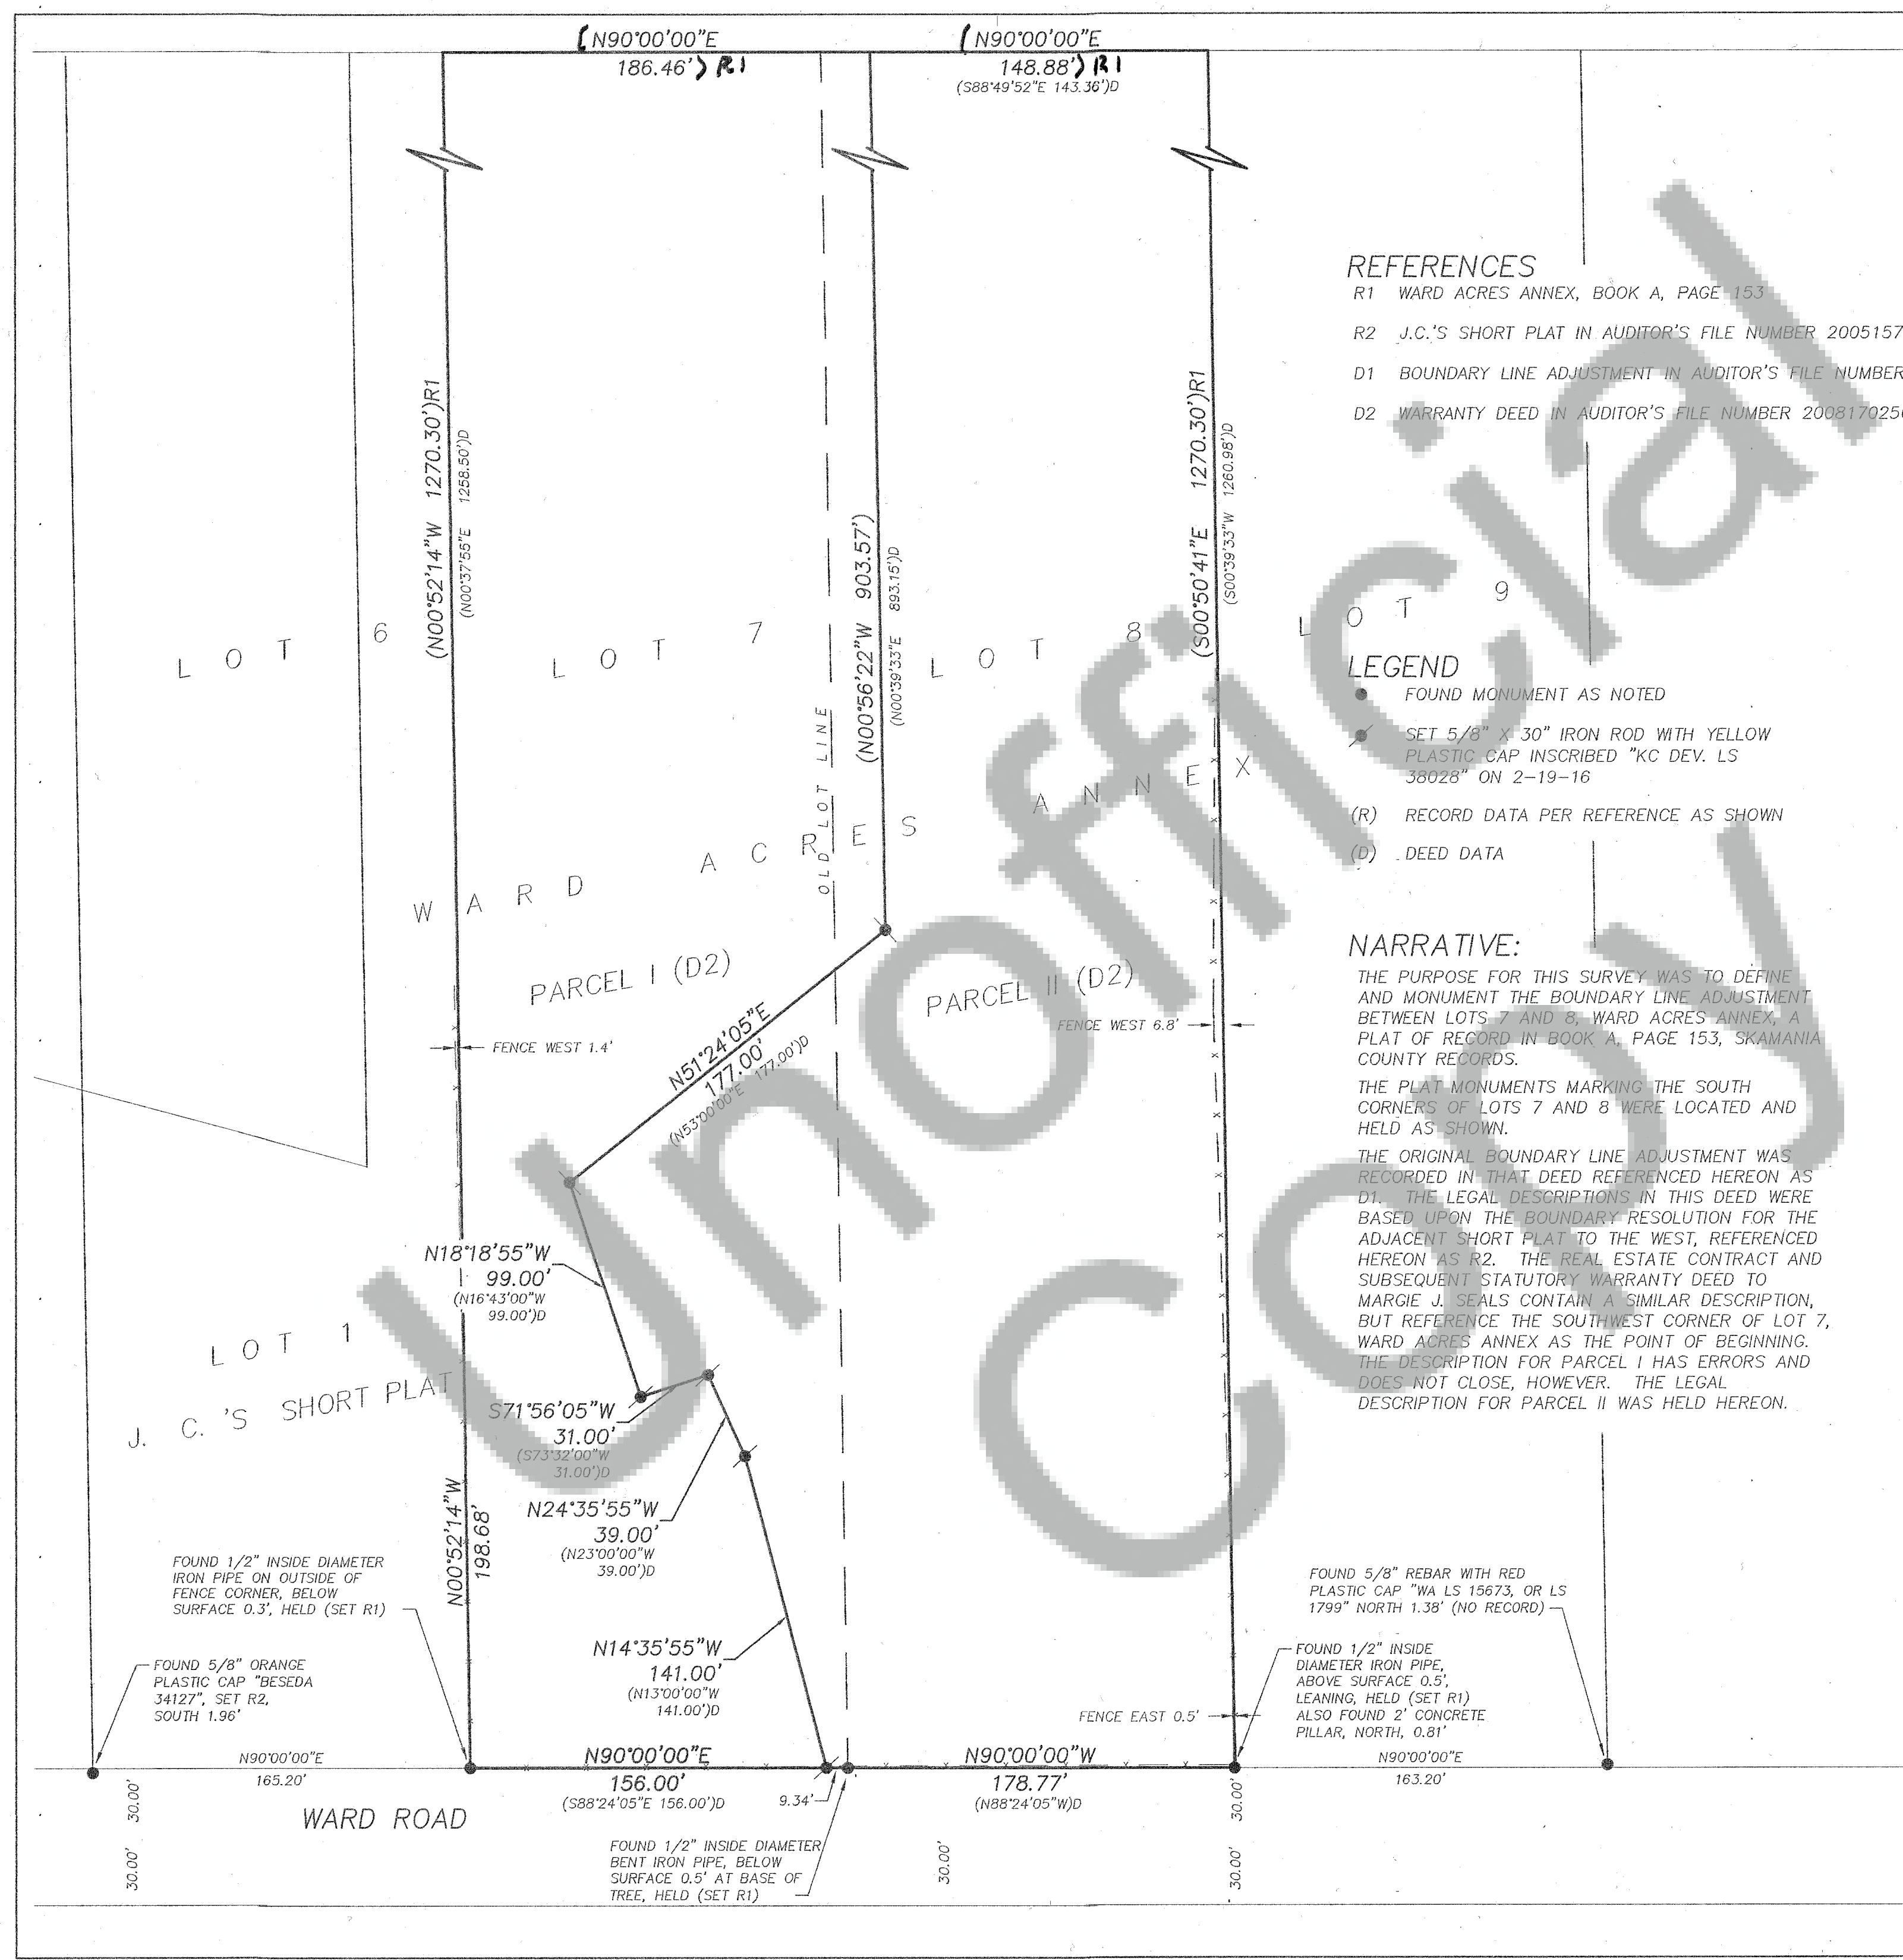 (N90°00'00"E
186.46') R1
(N90°00'00"E
148.88') R1
(S88°49'52"E 143.36')D
(N00°52'14"W 1270.30')R1
(N00°37'55"E 1258.50')D
(N00°56'22"W 903.57')
(N00°39'33"E 893.15')D
(S00°50'41"E 1270.30')R1
(S00°39'33"W 1260.98')D
LOT 6
LOT 7
LOT 8
LOT 9
OLD LOT LINE
WARD ACRES ANNEX
PARCEL I (D2)
PARCEL II (D2)
FENCE WEST 1.4'
FENCE WEST 6.8'
N51°24'05"E
177.00'
(N53°00'00"E 177.00')D
N18°18'55"W
99.00'
(N16°43'00"W
99.00')D
S71°56'05"W
31.00'
(S73°32'00"W
31.00')D
N24°35'55"W
39.00'
(N23°00'00"W
39.00')D
N14°35'55"W
141.00'
(N13°00'00"W
141.00')D
LOT 1
J. C.'S SHORT PLAT
N00°52'14"W
198.68'
FOUND 1/2" INSIDE DIAMETER
IRON PIPE ON OUTSIDE OF
FENCE CORNER, BELOW
SURFACE 0.3', HELD (SET R1)
FOUND 5/8" ORANGE
PLASTIC CAP "BESEDA
34127", SET R2,
SOUTH 1.96'
N90°00'00"E
165.20'
N90°00'00"E
156.00'
(S88°24'05"E 156.00')D
9.34'
N90°00'00"W
178.77'
(N88°24'05"W)D
FENCE EAST 0.5'
N90°00'00"E
163.20'
WARD ROAD
30.00'
30.00'
30.00'
30.00'
30.00'
FOUND 1/2" INSIDE DIAMETER
BENT IRON PIPE, BELOW
SURFACE 0.5' AT BASE OF
TREE, HELD (SET R1)
FOUND 5/8" REBAR WITH RED
PLASTIC CAP "WA LS 15673, OR LS
1799" NORTH 1.38' (NO RECORD)
FOUND 1/2" INSIDE
DIAMETER IRON PIPE,
ABOVE SURFACE 0.5',
LEANING, HELD (SET R1)
ALSO FOUND 2' CONCRETE
PILLAR, NORTH, 0.81'
REFERENCES
R1 WARD ACRES ANNEX, BOOK A, PAGE 153
R2 J.C.'S SHORT PLAT IN AUDITOR'S FILE NUMBER 2005157
D1 BOUNDARY LINE ADJUSTMENT IN AUDITOR'S FILE NUMBER
D2 WARRANTY DEED IN AUDITOR'S FILE NUMBER 2008170256
LEGEND
FOUND MONUMENT AS NOTED
SET 5/8" X 30" IRON ROD WITH YELLOW
PLASTIC CAP INSCRIBED "KC DEV. LS
38028" ON 2-19-16
(R) RECORD DATA PER REFERENCE AS SHOWN
(D) DEED DATA
NARRATIVE:
THE PURPOSE FOR THIS SURVEY WAS TO DEFINE
AND MONUMENT THE BOUNDARY LINE ADJUSTMENT
BETWEEN LOTS 7 AND 8, WARD ACRES ANNEX, A
PLAT OF RECORD IN BOOK A, PAGE 153, SKAMANIA
COUNTY RECORDS.
THE PLAT MONUMENTS MARKING THE SOUTH
CORNERS OF LOTS 7 AND 8 WERE LOCATED AND
HELD AS SHOWN.
THE ORIGINAL BOUNDARY LINE ADJUSTMENT WAS
RECORDED IN THAT DEED REFERENCED HEREON AS
D1. THE LEGAL DESCRIPTIONS IN THIS DEED WERE
BASED UPON THE BOUNDARY RESOLUTION FOR THE
ADJACENT SHORT PLAT TO THE WEST, REFERENCED
HEREON AS R2. THE REAL ESTATE CONTRACT AND
SUBSEQUENT STATUTORY WARRANTY DEED TO
MARGIE J. SEALS CONTAIN A SIMILAR DESCRIPTION,
BUT REFERENCE THE SOUTHWEST CORNER OF LOT 7,
WARD ACRES ANNEX AS THE POINT OF BEGINNING.
THE DESCRIPTION FOR PARCEL I HAS ERRORS AND
DOES NOT CLOSE, HOWEVER. THE LEGAL
DESCRIPTION FOR PARCEL II WAS HELD HEREON.
Unofficial
Copy